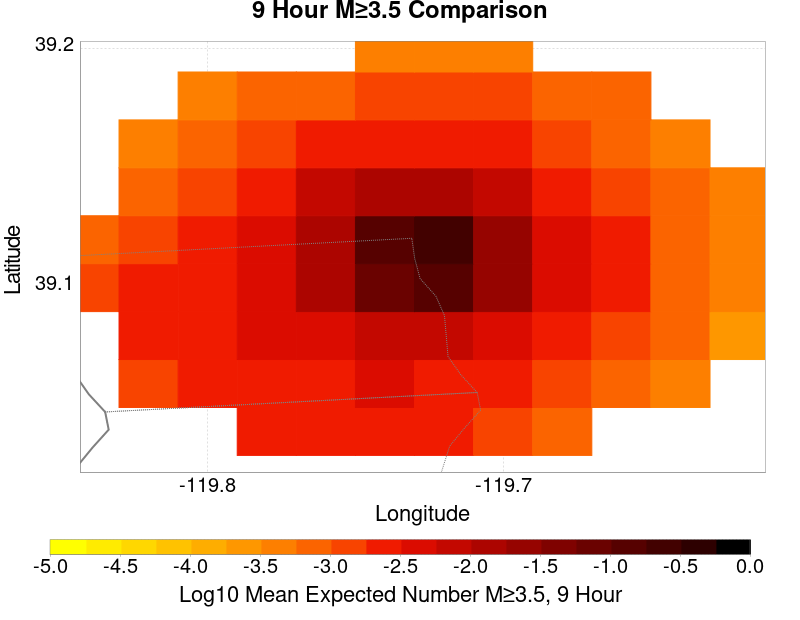 9 Hour M≥3.5 Comparison
39.2
39.1
Latitude
-119.8 -119.7
Longitude
-5.0 -4.5 -4.0 -3.5 -3.0 -2.5 -2.0 -1.5 -1.0 -0.5 0.0
Log10 Mean Expected Number M≥3.5, 9 Hour